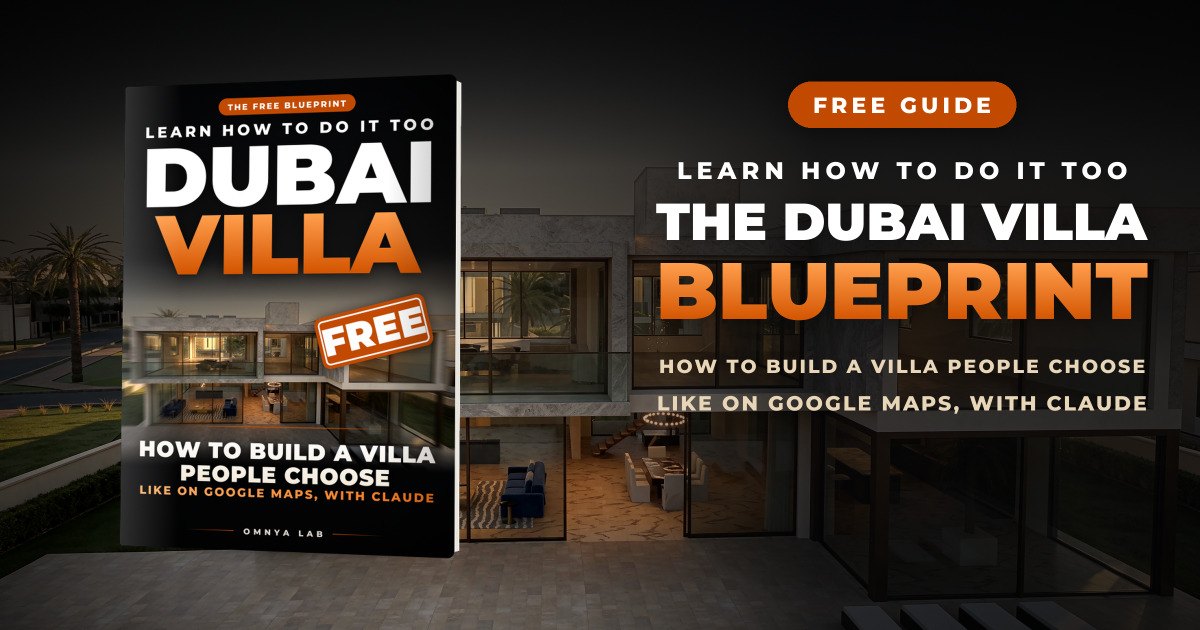 THE FREE BLUEPRINT
LEARN HOW TO DO IT TOO
DUBAI
VILLA
FREE
HOW TO BUILD A VILLA
PEOPLE CHOOSE
LIKE ON GOOGLE MAPS, WITH CLAUDE
OMNYA LAB
FREE GUIDE
LEARN HOW TO DO IT TOO
THE DUBAI VILLA
BLUEPRINT
HOW TO BUILD A VILLA PEOPLE CHOOSE
LIKE ON GOOGLE MAPS, WITH CLAUDE